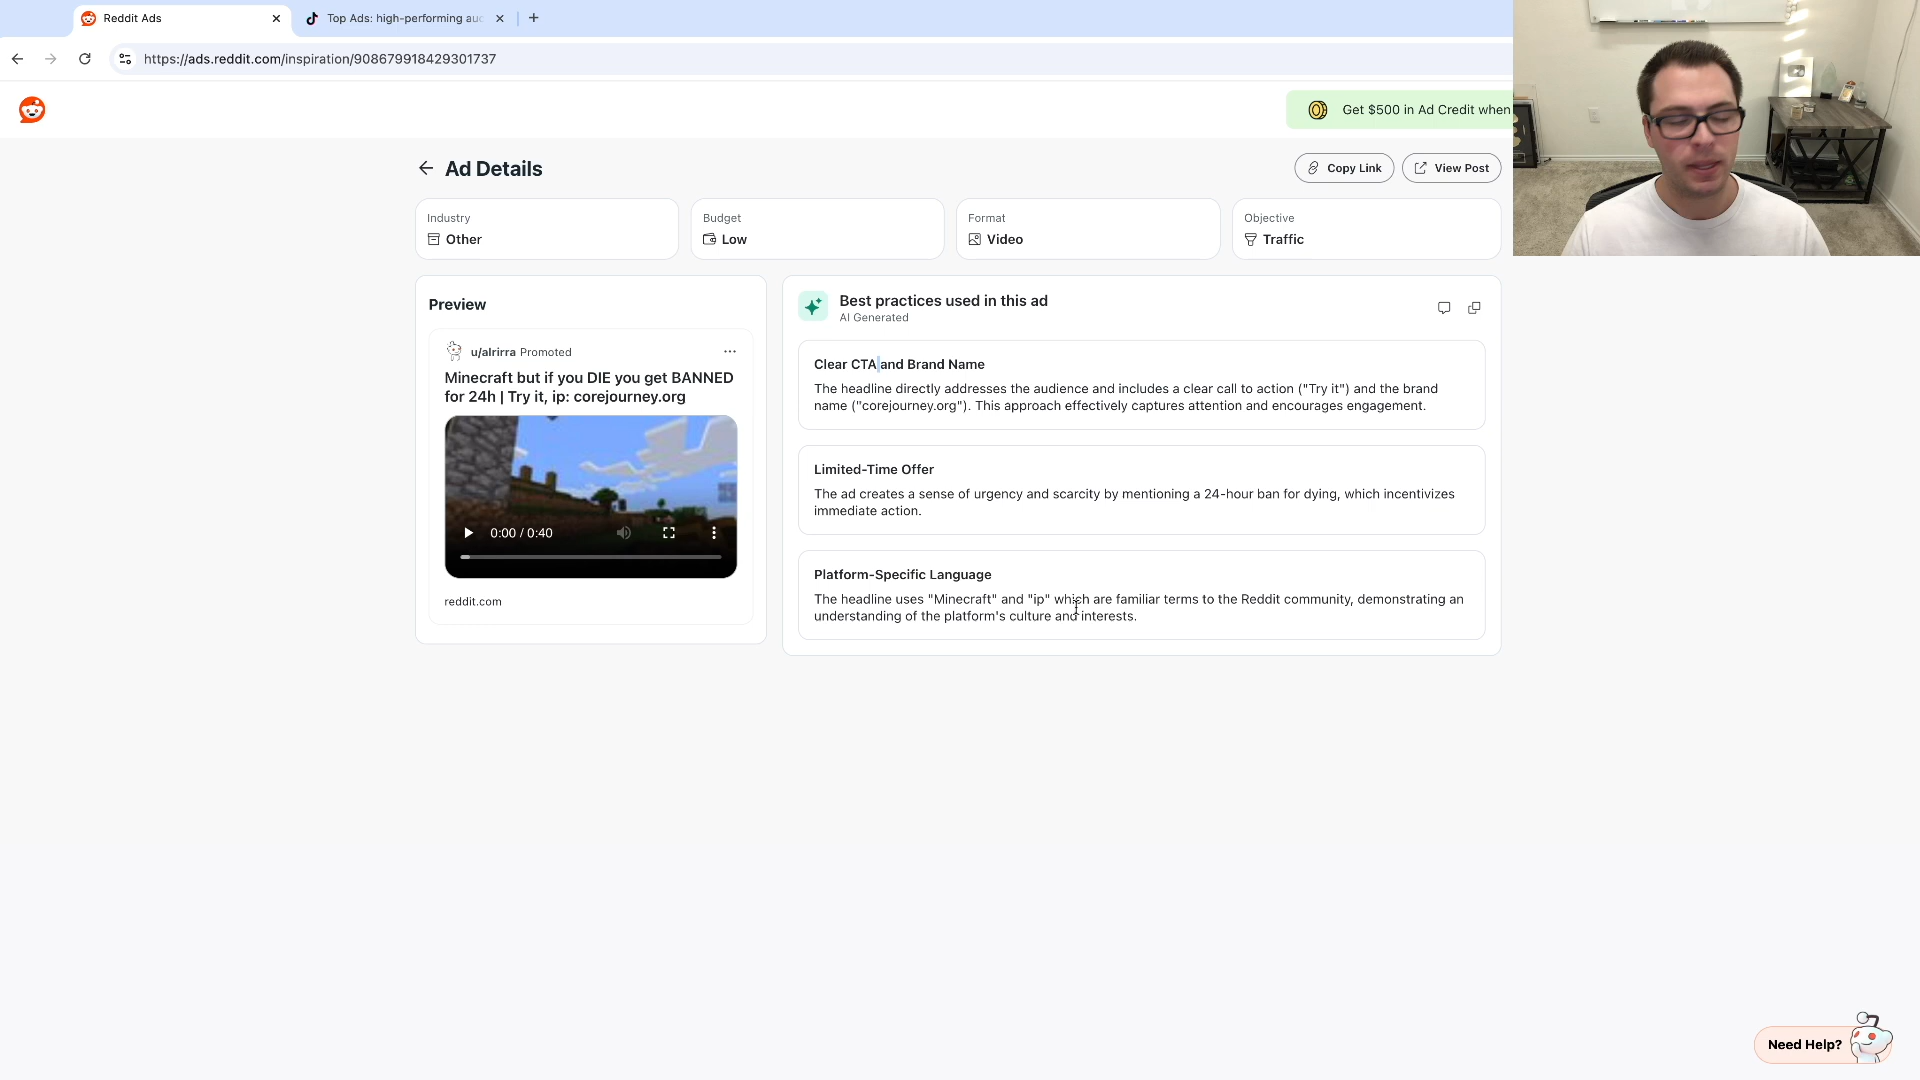 Reddit Ads
Top Ads: high-performing auc
https://ads.reddit.com/inspiration/908679918429301737
Get $500 in Ad Credit when
Ad Details
Copy Link
View Post
Industry
Other
Budget
Low
Format
Video
Objective
Traffic
Preview
u/alrirra Promoted
Minecraft but if you DIE you get BANNED
for 24h | Try it, ip: corejourney.org
0:00 / 0:40
reddit.com
Best practices used in this ad
AI Generated
Clear CTA and Brand Name
The headline directly addresses the audience and includes a clear call to action ("Try it") and the brand
name ("corejourney.org"). This approach effectively captures attention and encourages engagement.
Limited-Time Offer
The ad creates a sense of urgency and scarcity by mentioning a 24-hour ban for dying, which incentivizes
immediate action.
Platform-Specific Language
The headline uses "Minecraft" and "ip" which are familiar terms to the Reddit community, demonstrating an
understanding of the platform's culture and interests.
Need Help?